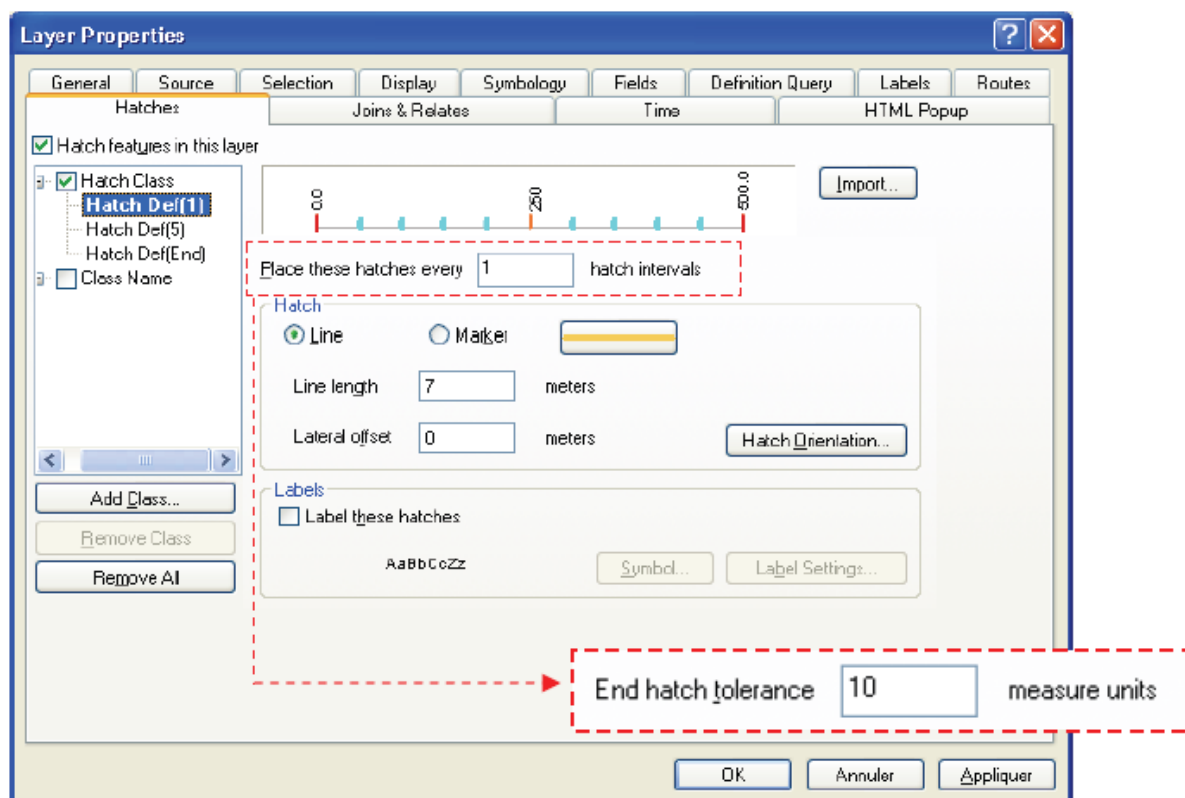 Layer Properties
General Source Selection Display Symbology Fields Definition Query Labels Routes
Hatches Joins & Relates Time HTML Popup
Hatch features in this layer
Hatch Class
Hatch Def(1)
Hatch Def(5)
Hatch Def(End)
Class Name
0.0 250 500.0
Import...
Place these hatches every 1 hatch intervals
Hatch
Line Marker
Line length 7 meters
Lateral offset 0 meters
Hatch Orientation...
Add Class...
Remove Class
Remove All
Labels
Label these hatches
AaBbCcZz Symbol... Label Settings...
End hatch tolerance 10 measure units
OK Annuler Appliquer